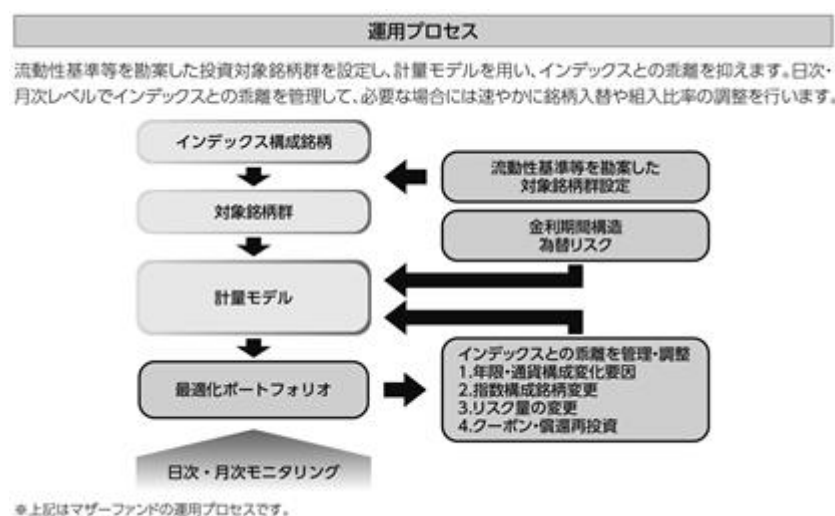 運用プロセス
流動性基準等を勘案した投資対象銘柄群を設定し、計量モデルを用い、インデックスとの乖離を抑えます。日次・
月次レベルでインデックスとの乖離を管理して、必要な場合には速やかに銘柄入替や組入比率の調整を行います。
インデックス構成銘柄
流動性基準等を勘案した
対象銘柄群設定
対象銘柄群
金利期間構造
為替リスク
計量モデル
インデックスとの乖離を管理・調整
1.年限・通貨構成変化要因
2.指数構成銘柄変更
3.リスク量の変更
4.クーポン・償還再投資
最適化ポートフォリオ
日次・月次モニタリング
※上記はマザーファンドの運用プロセスです。